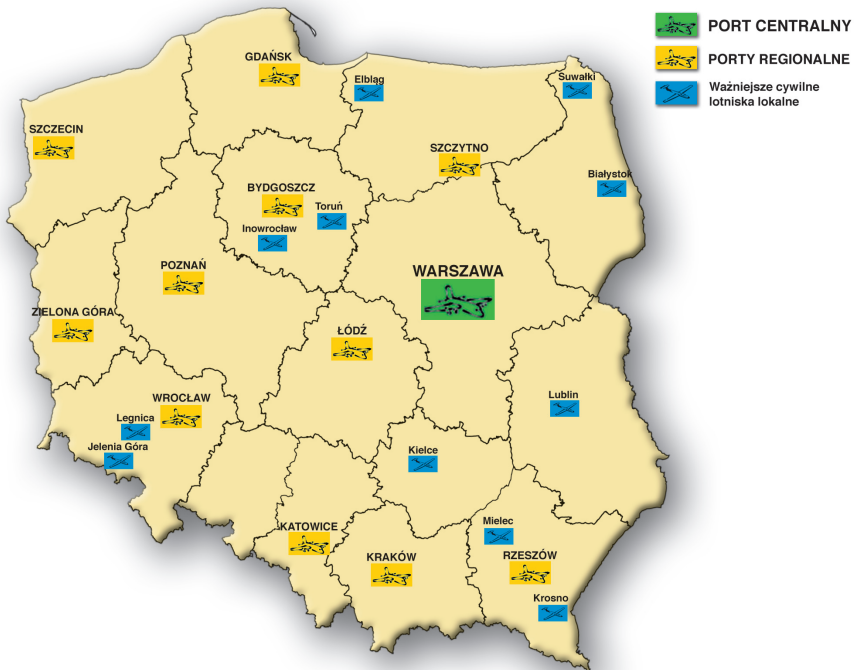 PORT CENTRALNY
PORTY REGIONALNE
Ważniejsze cywilne
lotniska lokalne
GDAŃSK
Elbląg
Suwałki
SZCZECIN
SZCZYTNO
Białystok
BYDGOSZCZ
Toruń
Inowrocław
POZNAŃ
WARSZAWA
ZIELONA GÓRA
ŁÓDŹ
WROCŁAW
Lublin
Legnica
Jelenia Góra
Kielce
KATOWICE
Mielec
KRAKÓW
RZESZÓW
Krosno